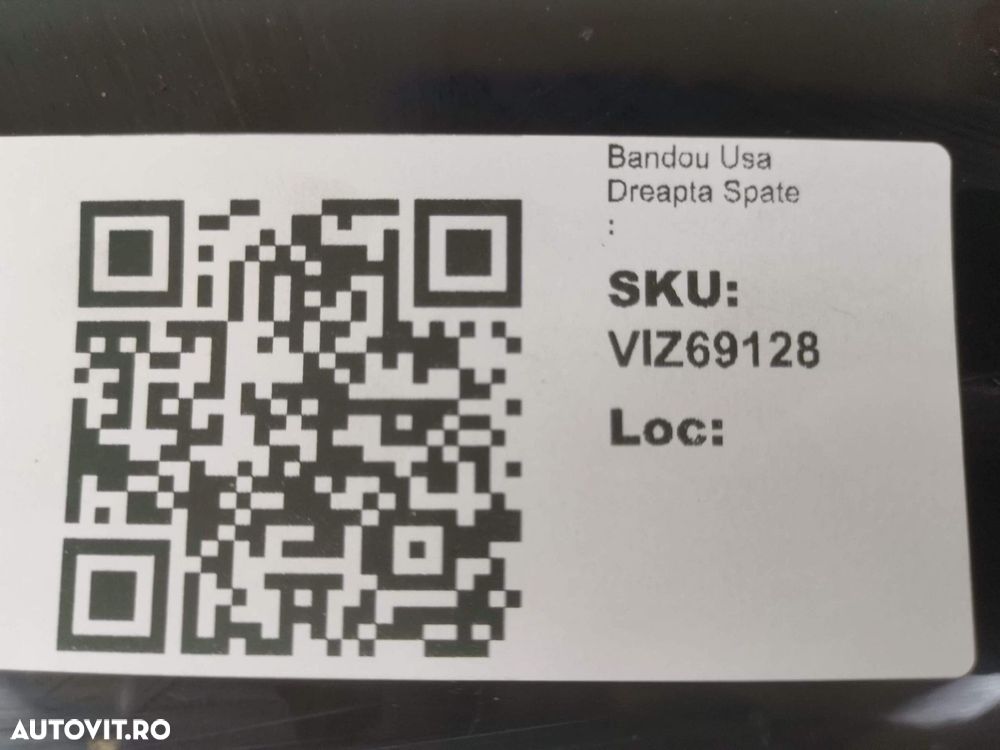 Bandou Usa
Dreapta Spate
:
SKU:
VIZ69128
Loc:
AUTOVIT.RO